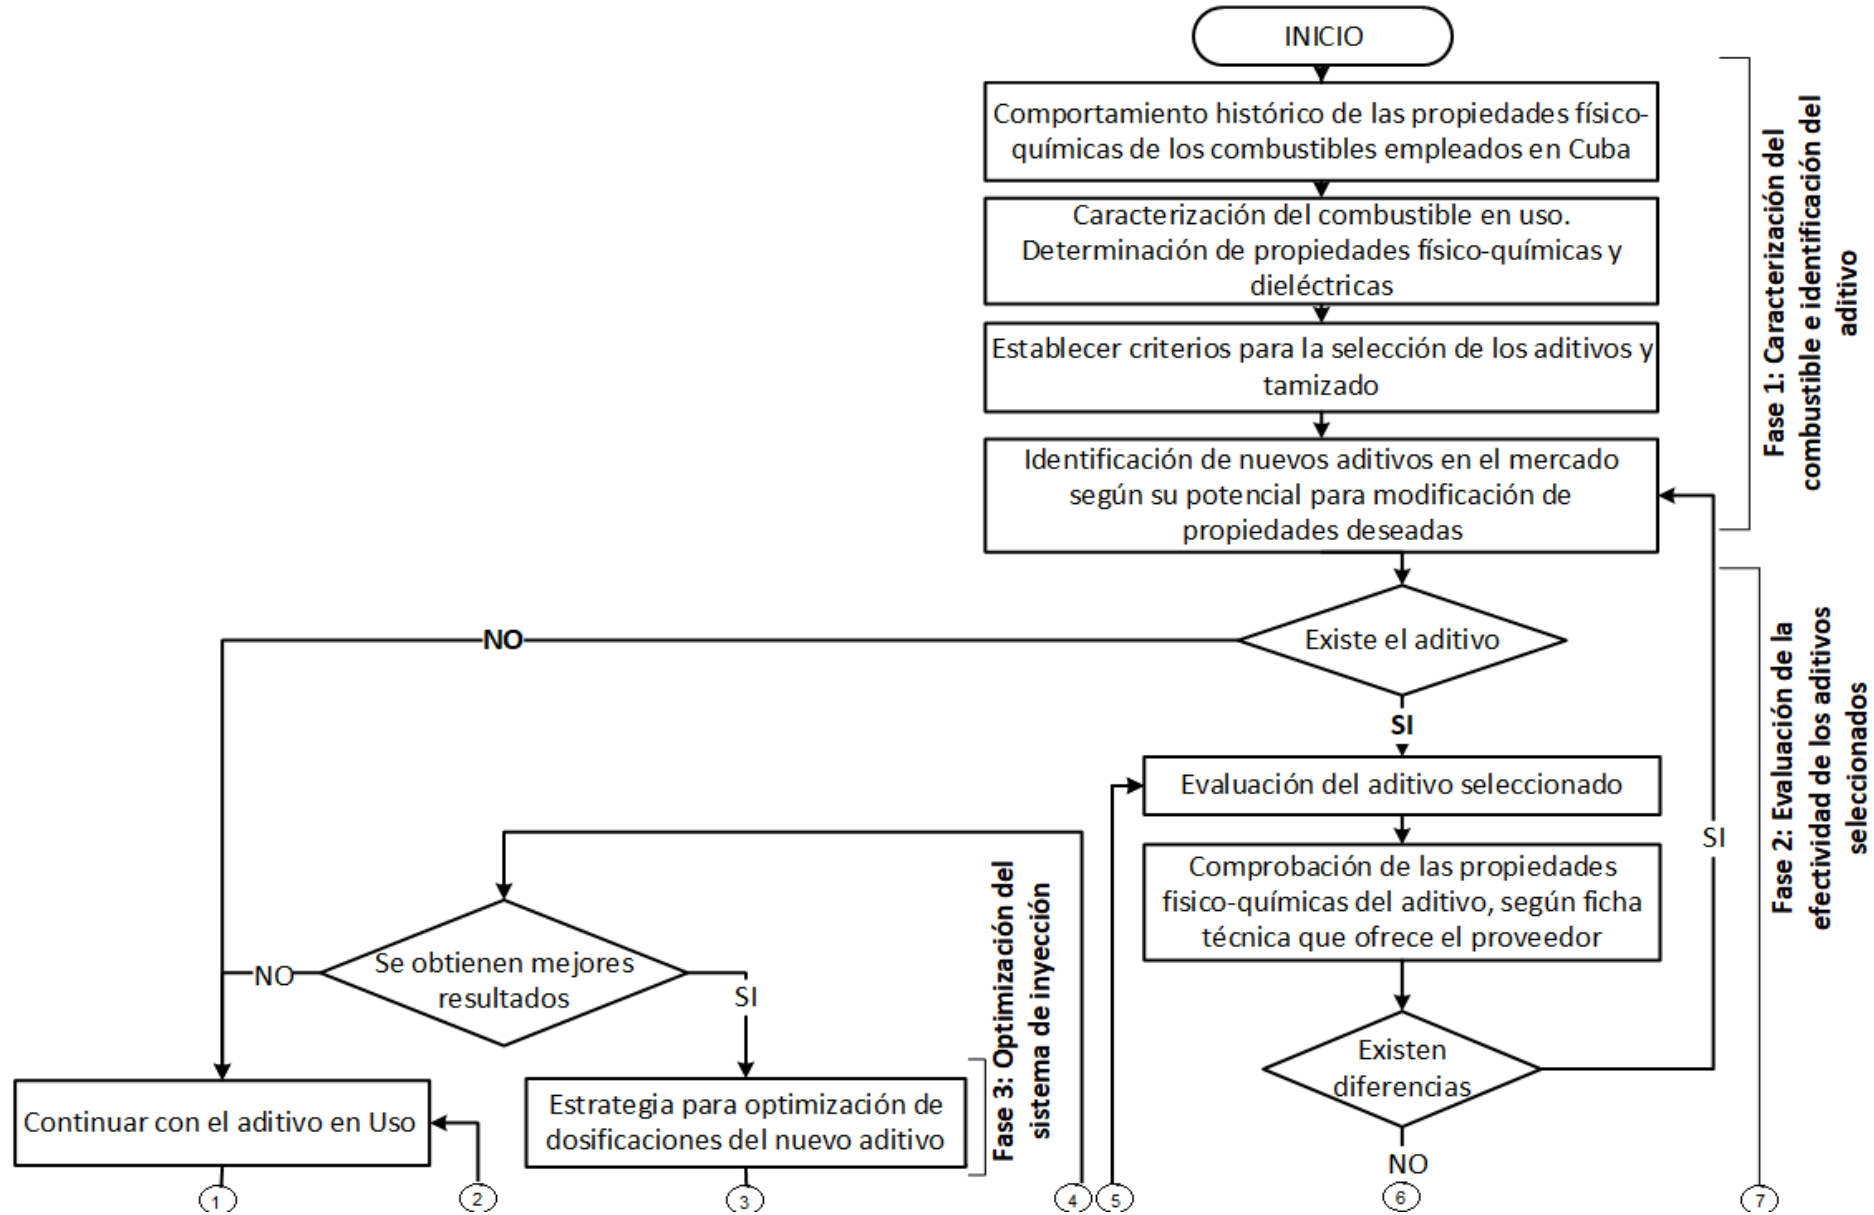 INICIO
Comportamiento histórico de las propiedades físico-
químicas de los combustibles empleados en Cuba
Caracterización del combustible en uso.
Determinación de propiedades físico-químicas y
dieléctricas
Establecer criterios para la selección de los aditivos y
tamizado
Identificación de nuevos aditivos en el mercado
según su potencial para modificación de
propiedades deseadas
Fase 1: Caracterización del
combustible e identificación del
aditivo
Existe el aditivo
NO
SI
Evaluación del aditivo seleccionado
Comprobación de las propiedades
fisico-químicas del aditivo, según ficha
técnica que ofrece el proveedor
Existen
diferencias
SI
NO
Fase 2: Evaluación de la
efectividad de los aditivos
seleccionados
Se obtienen mejores
resultados
NO
SI
Continuar con el aditivo en Uso
Estrategia para optimización de
dosificaciones del nuevo aditivo
Fase 3: Optimización del
sistema de inyección
1
2
3
4
5
6
7